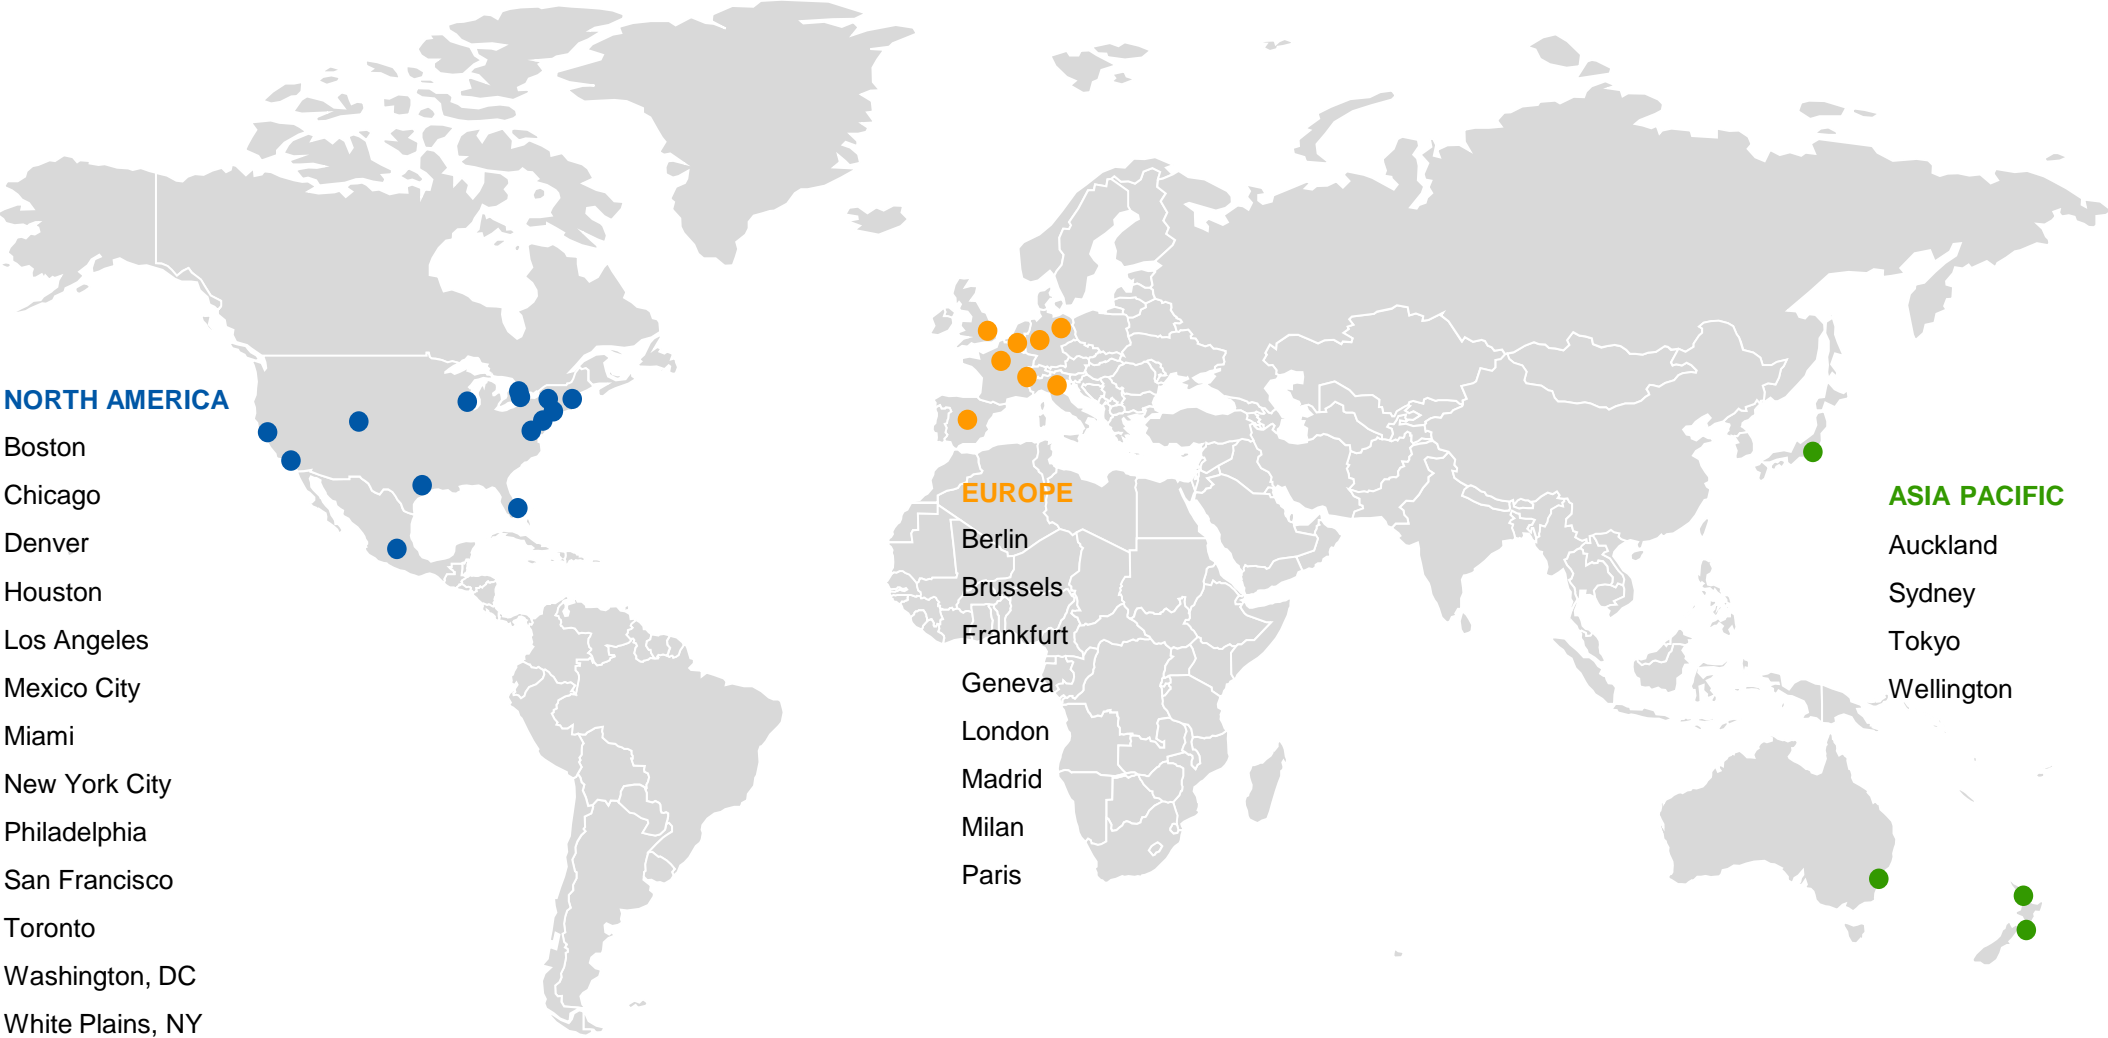 NORTH AMERICA
Boston
Chicago
Denver
Houston
Los Angeles
Mexico City
Miami
New York City
Philadelphia
San Francisco
Toronto
Washington, DC
White Plains, NY
EUROPE
Berlin
Brussels
Frankfurt
Geneva
London
Madrid
Milan
Paris
ASIA PACIFIC
Auckland
Sydney
Tokyo
Wellington